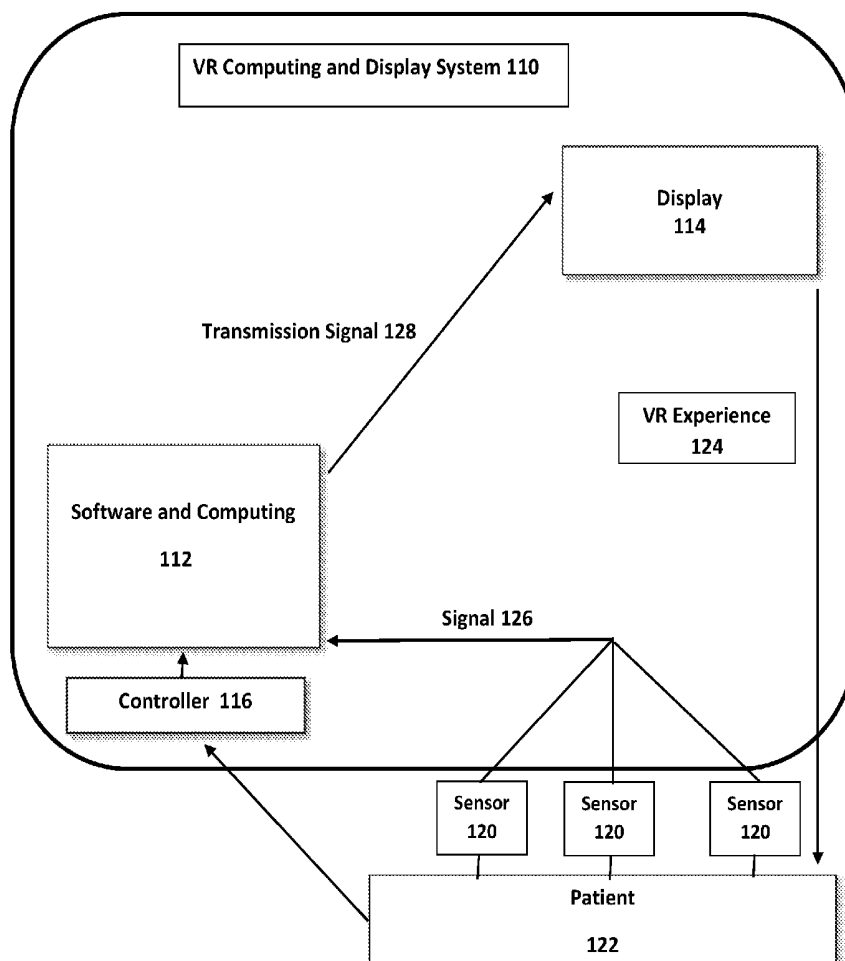 VR Computing and Display System 110
Display
114
Transmission Signal 128
VR Experience
124
Software and Computing
112
Signal 126
Controller 116
Sensor
120
Sensor
120
Sensor
120
Patient
122